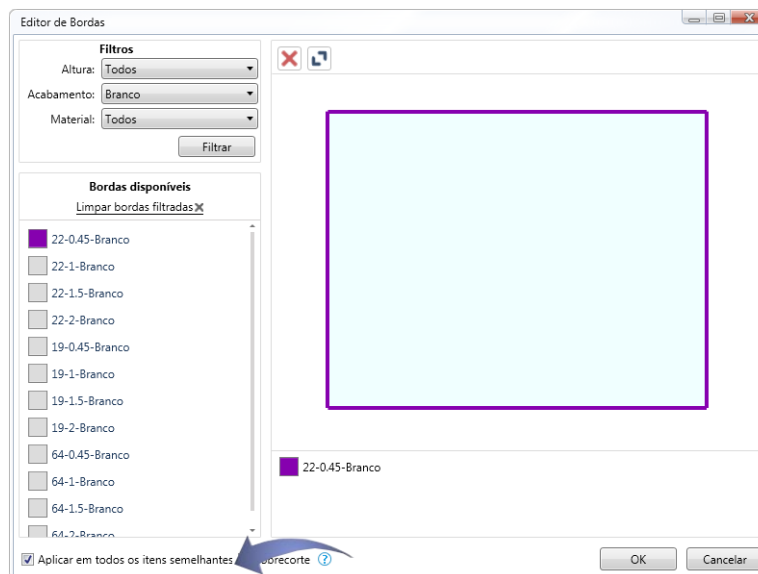 Editor de Bordas
Filtros
Altura: Todos
Acabamento: Branco
Material: Todos
Filtrar
Bordas disponíveis
Limpar bordas filtradas
22-0.45-Branco
22-1-Branco
22-1.5-Branco
22-2-Branco
19-0.45-Branco
19-1-Branco
19-1.5-Branco
19-2-Branco
64-0.45-Branco
64-1-Branco
64-1.5-Branco
64-2-Branco
22-0.45-Branco
Aplicar em todos os itens semelhantes
OK
Cancelar